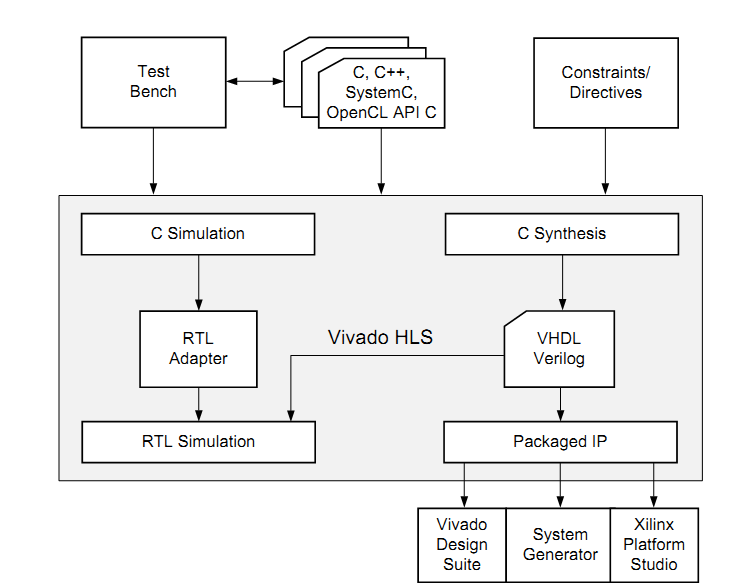 Test
Bench
C, C++,
SystemC,
OpenCL API C
Constraints/
Directives
C Simulation
C Synthesis
RTL
Adapter
Vivado HLS
VHDL
Verilog
RTL Simulation
Packaged IP
Vivado
Design
Suite
System
Generator
Xilinx
Platform
Studio